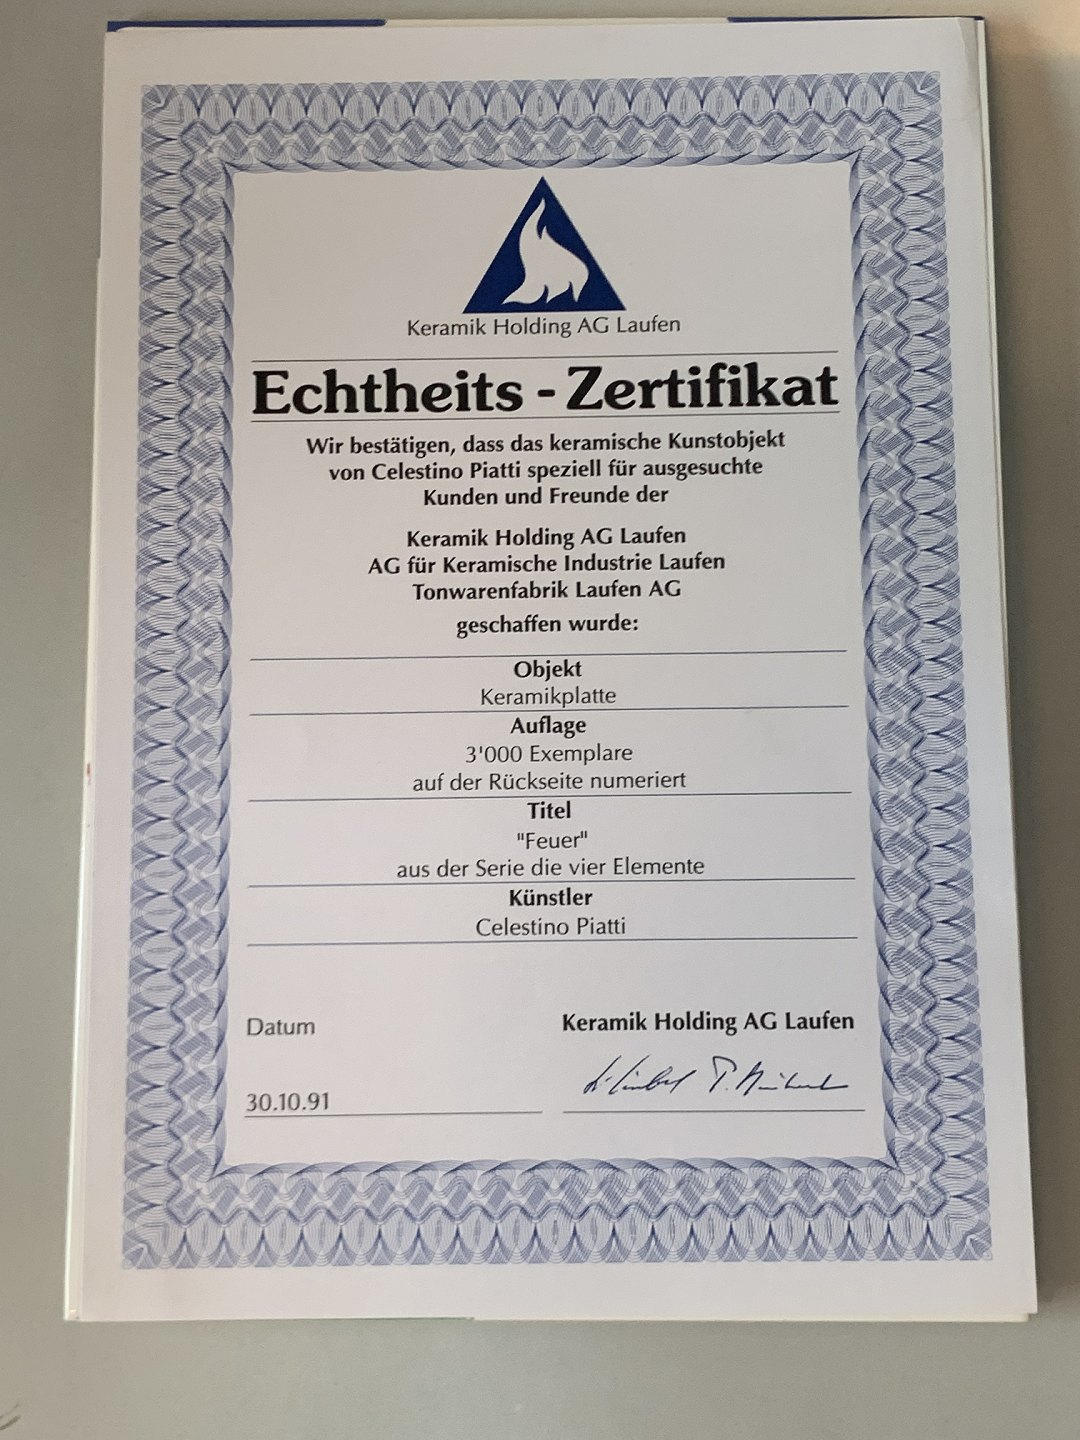 Keramik Holding AG Laufen
Echtheits - Zertifikat
Wir bestätigen, dass das keramische Kunstobjekt
von Celestino Piatti speziell für ausgesuchte
Kunden und Freunde der
Keramik Holding AG Laufen
AG für Keramische Industrie Laufen
Tonwarenfabrik Laufen AG
geschaffen wurde:
Objekt
Keramikplatte
Auflage
3'000 Exemplare
auf der Rückseite numeriert
Titel
"Feuer"
aus der Serie die vier Elemente
Künstler
Celestino Piatti
Datum
Keramik Holding AG Laufen
30.10.91